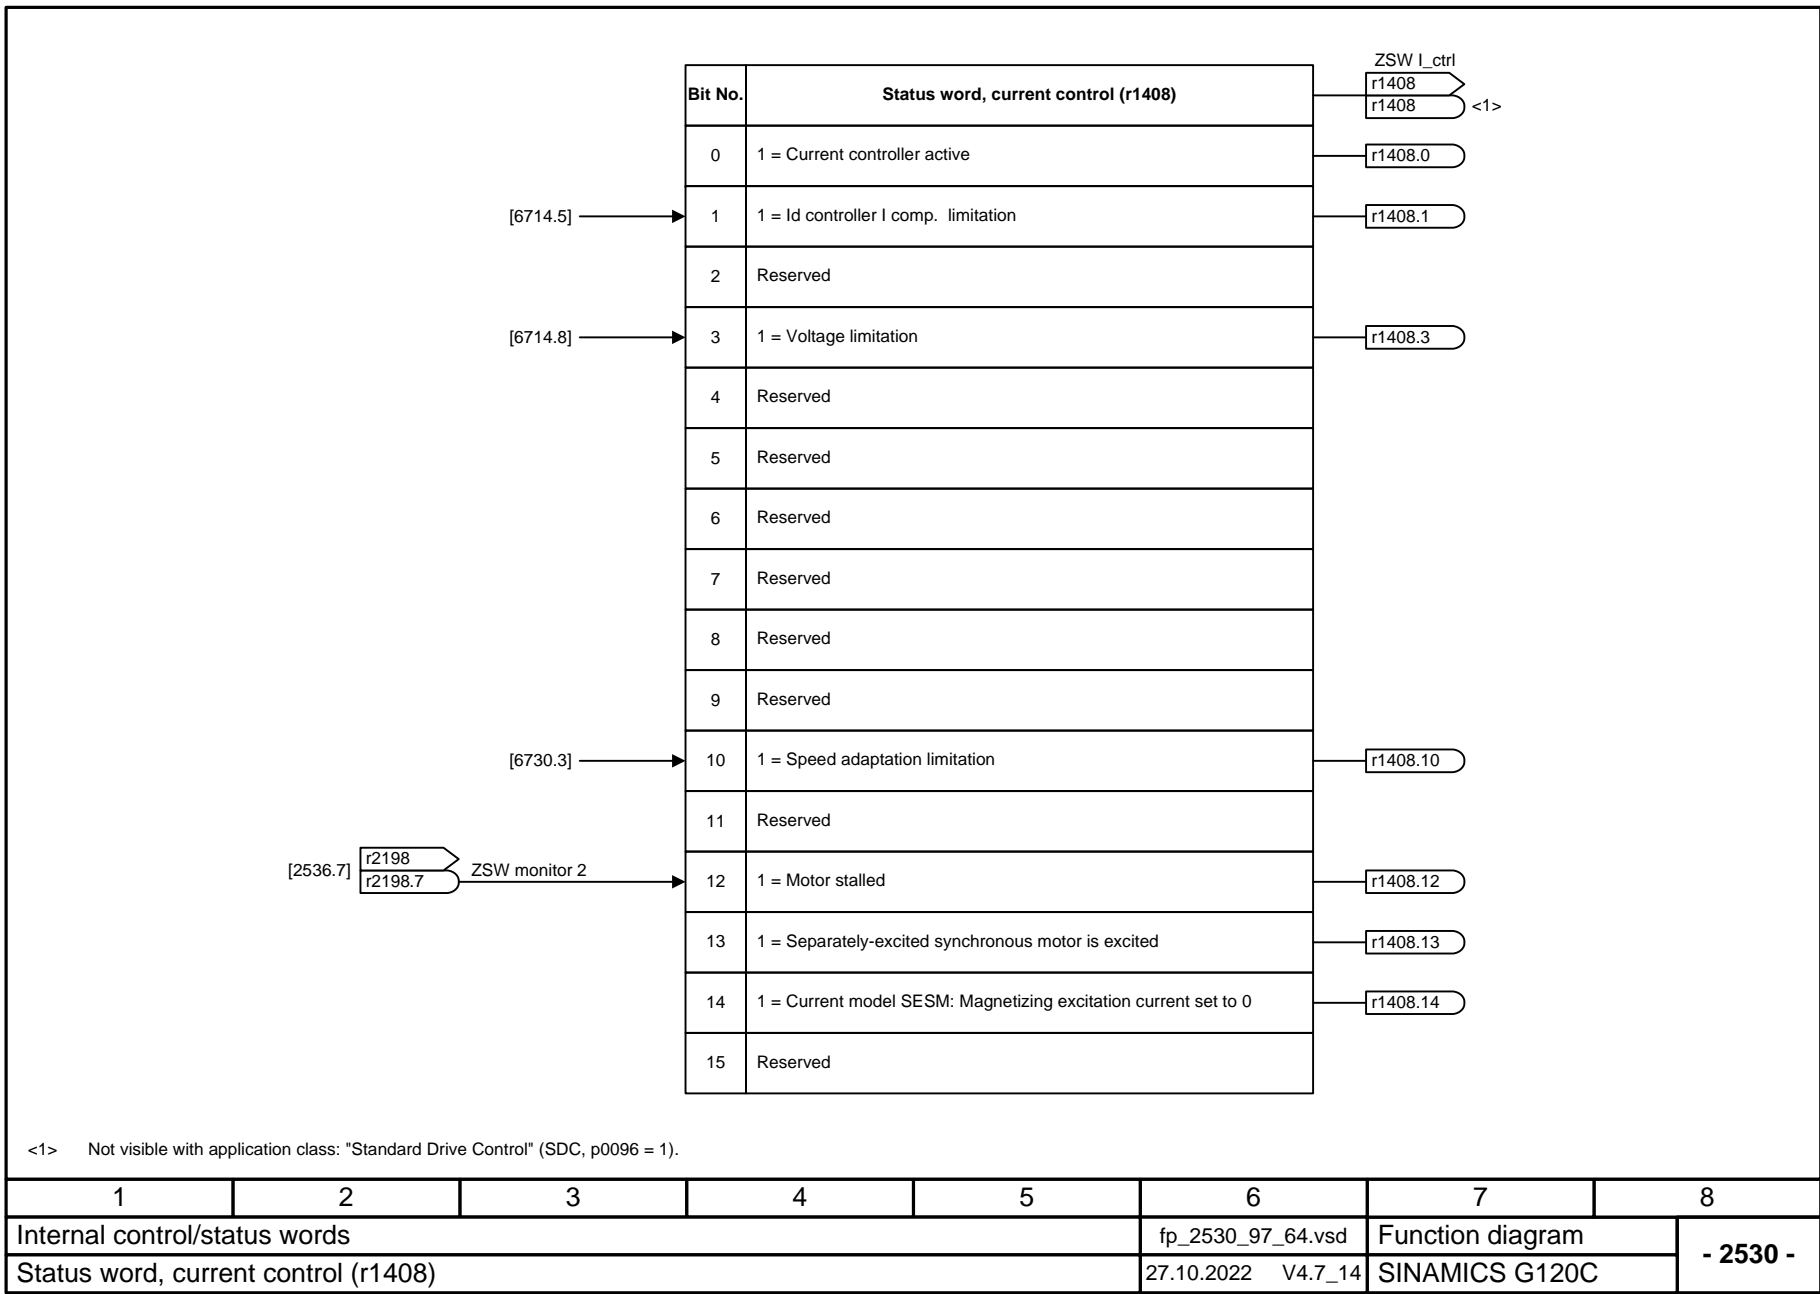 ZSW I_ctrl
Bit No. Status word, current control (r1408) r1408
r1408 <1>
0 1 = Current controller active r1408.0
[6714.5] 1 1 = Id controller I comp. limitation r1408.1
2 Reserved
[6714.8] 3 1 = Voltage limitation r1408.3
4 Reserved
5 Reserved
6 Reserved
7 Reserved
8 Reserved
9 Reserved
[6730.3] 10 1 = Speed adaptation limitation r1408.10
11 Reserved
r2198
[2536.7] r2198.7 ZSW monitor 2 12 1 = Motor stalled r1408.12
13 1 = Separately-excited synchronous motor is excited r1408.13
14 1 = Current model SESM: Magnetizing excitation current set to 0 r1408.14
15 Reserved
<1> Not visible with application class: "Standard Drive Control" (SDC, p0096 = 1).
1 2 3 4 5 6 7 8
Internal control/status words fp_2530_97_64.vsd Function diagram - 2530 -
Status word, current control (r1408) 27.10.2022 V4.7_14 SINAMICS G120C